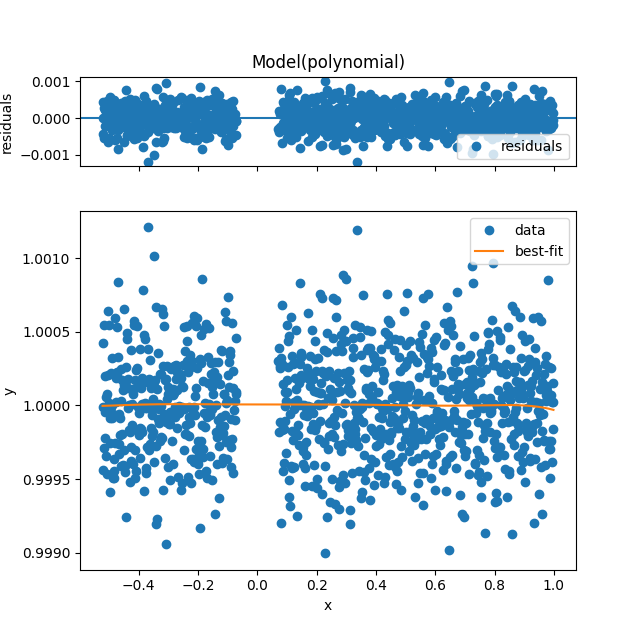 Model(polynomial)
0.001
0.000
−0.001
residuals
residuals
data
best-fit
1.0010
1.0005
1.0000
0.9995
0.9990
y
−0.4
−0.2
0.0
0.2
0.4
0.6
0.8
1.0
x